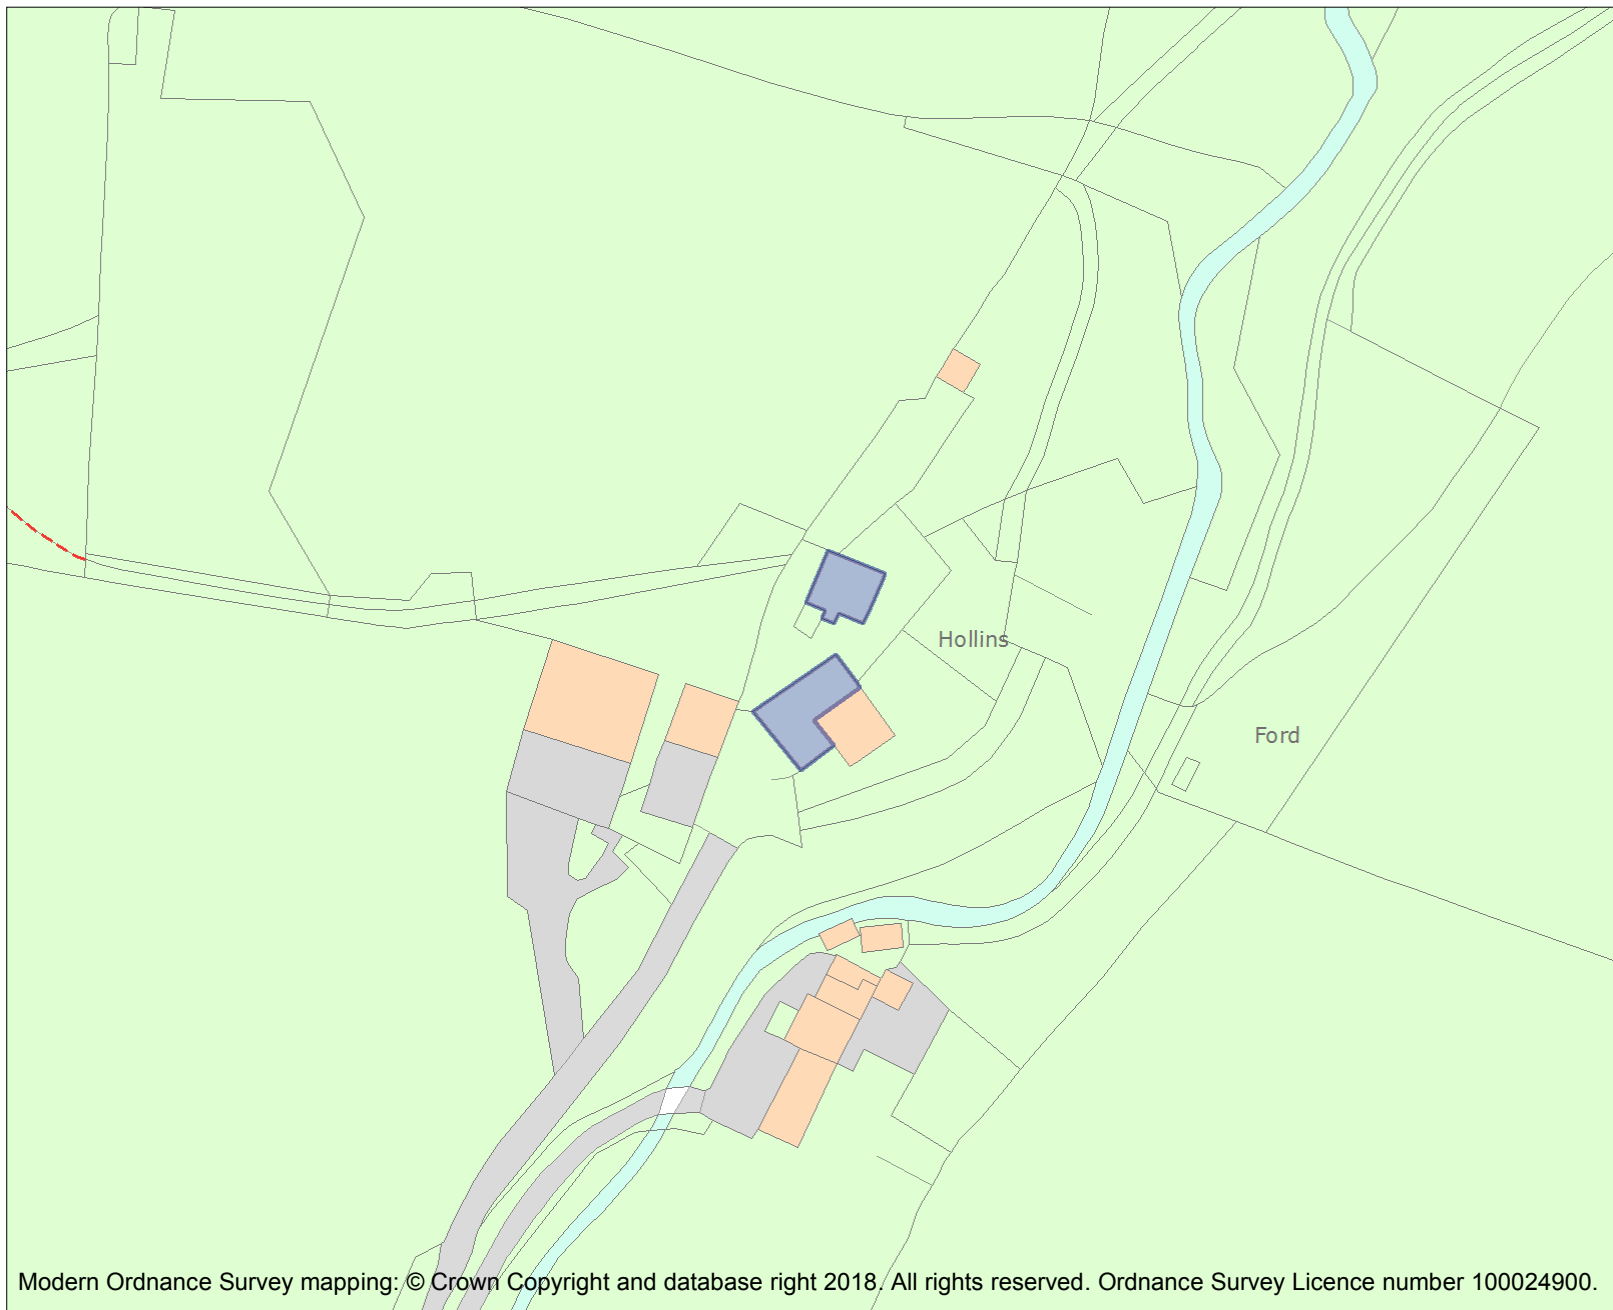 Hollins
Ford
Modern Ordnance Survey mapping: © Crown Copyright and database right 2018. All rights reserved. Ordnance Survey Licence number 100024900.